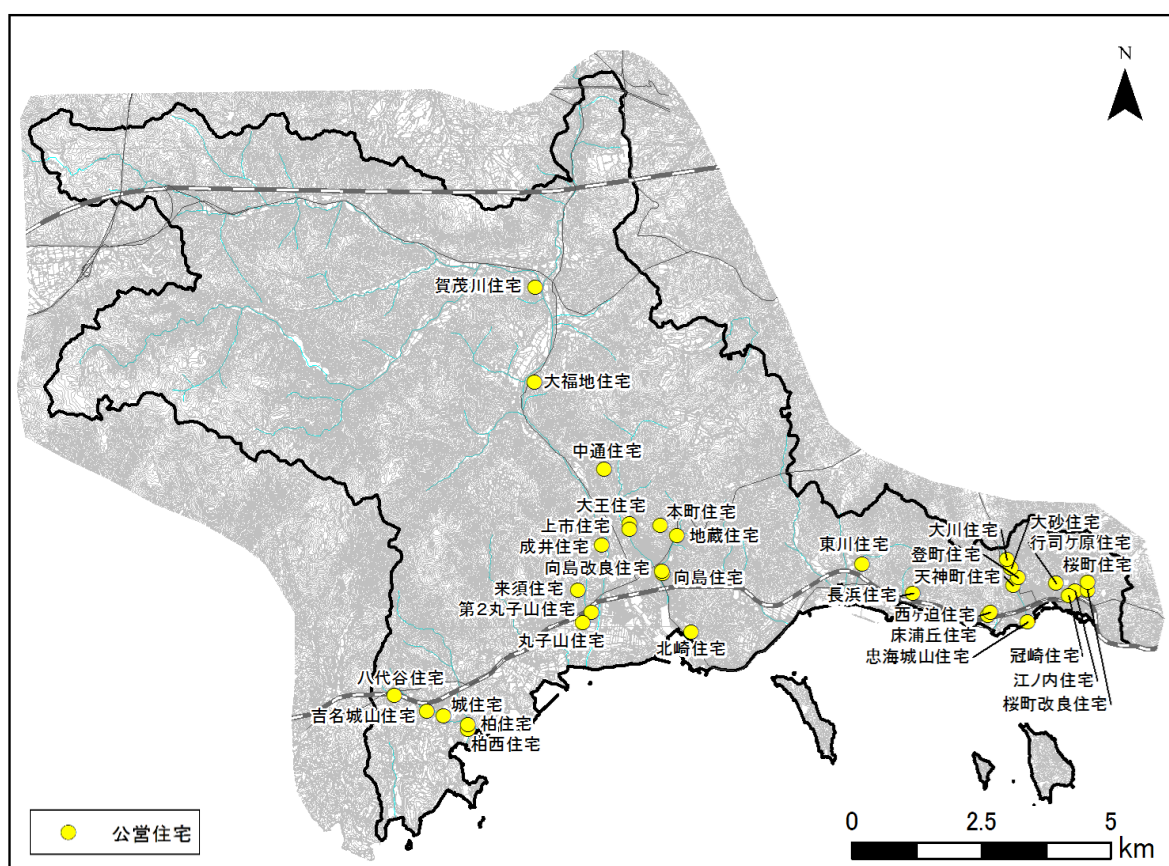 N
賀茂川住宅
大福地住宅
中通住宅
大王住宅
本町住宅
上市住宅
地蔵住宅
成井住宅
向島改良住宅
向島住宅
来須住宅
第2丸子山住宅
丸子山住宅
北崎住宅
八代谷住宅
吉名城山住宅
城住宅
柏住宅
柏西住宅
東川住宅
長浜住宅
大川住宅
大砂住宅
登町住宅
行司ケ原住宅
天神町住宅
桜町住宅
西ケ迫住宅
床浦丘住宅
忠海城山住宅
冠崎住宅
江ノ内住宅
桜町改良住宅
公営住宅
0 2.5 5
km